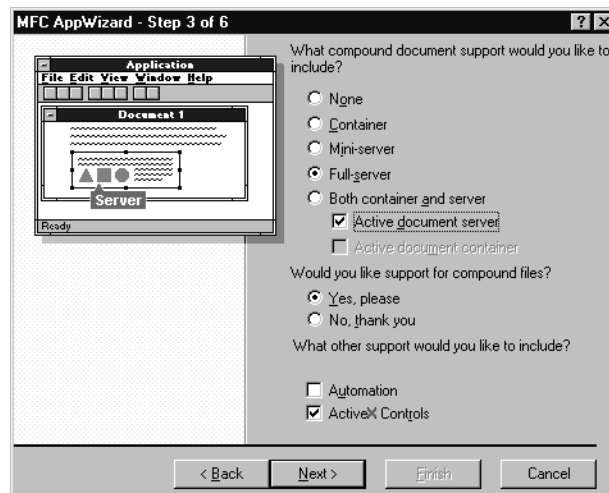 MFC AppWizard - Step 3 of 6
Application
File Edit View Window Help
Document 1
Server
Ready
What compound document support would you like to
include?
None
Container
Mini-server
Full-server
Both container and server
Active document server
Active document container
Would you like support for compound files?
Yes, please
No, thank you
What other support would you like to include?
Automation
ActiveX Controls
< Back
Next >
Finish
Cancel